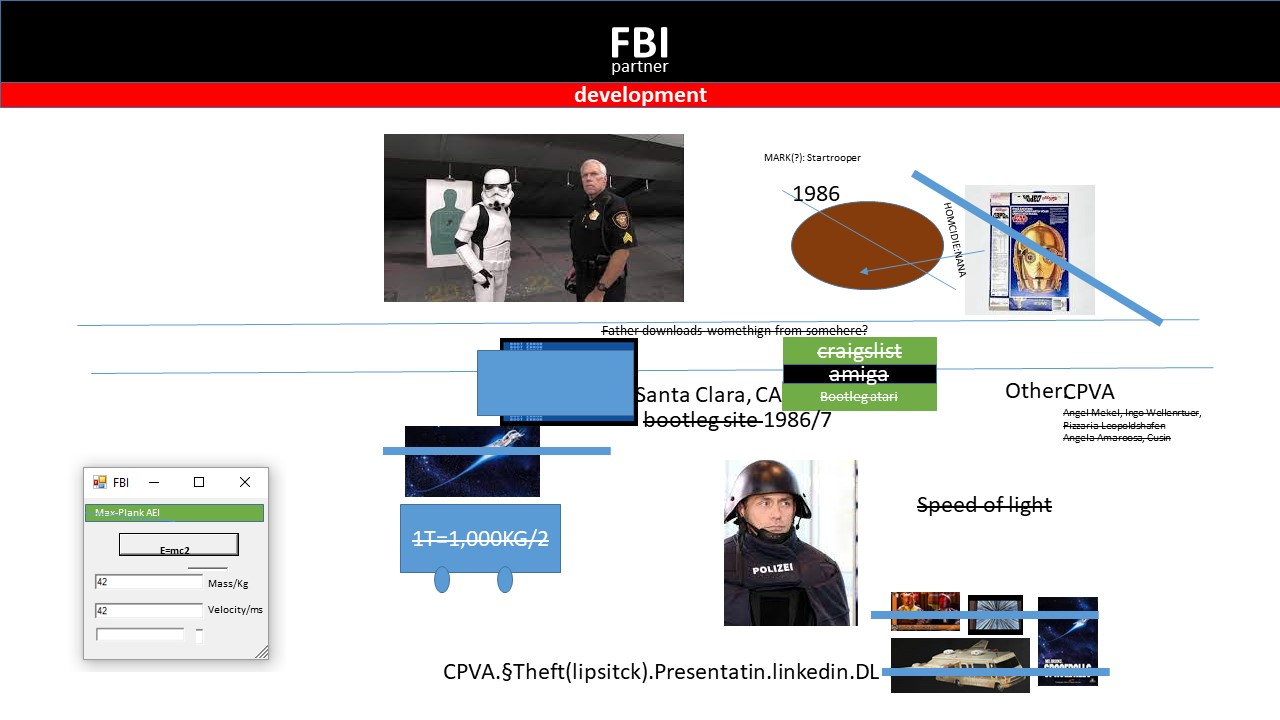 FBI
partner
development
MARK(?): Startrooper
1986
HOMCIDIE:NANA
Father downloads womethign from somehere?
craigslist
amiga
Bootleg atari
Santa Clara, CA
bootleg site 1986/7
Other:
CPVA
Angel Mekel, Ingo Wellenrtuer,
Pizzaria Leopoldshafen
Angela Amaroosa, Cusin
FBI
Max-Plank AEI
E=mc2
42
Mass/Kg
42
Velocity/ms
1T=1,000KG/2
POLIZEI
Speed of light
CPVA.§Theft(lipsitck).Presentatin.linkedin.DL